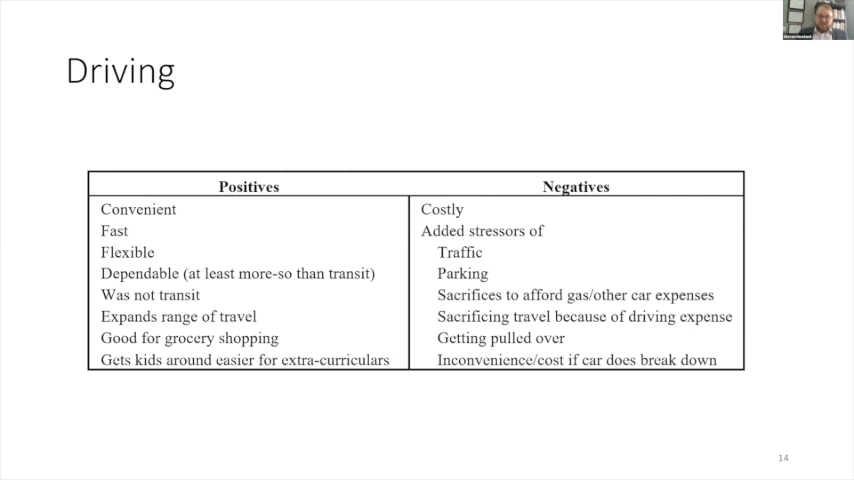 Driving
Positives
Negatives
Convenient
Fast
Flexible
Dependable (at least more-so than transit)
Was not transit
Expands range of travel
Good for grocery shopping
Gets kids around easier for extra-curriculars
Costly
Added stressors of
Traffic
Parking
Sacrifices to afford gas/other car expenses
Sacrificing travel because of driving expense
Getting pulled over
Inconvenience/cost if car does break down
14